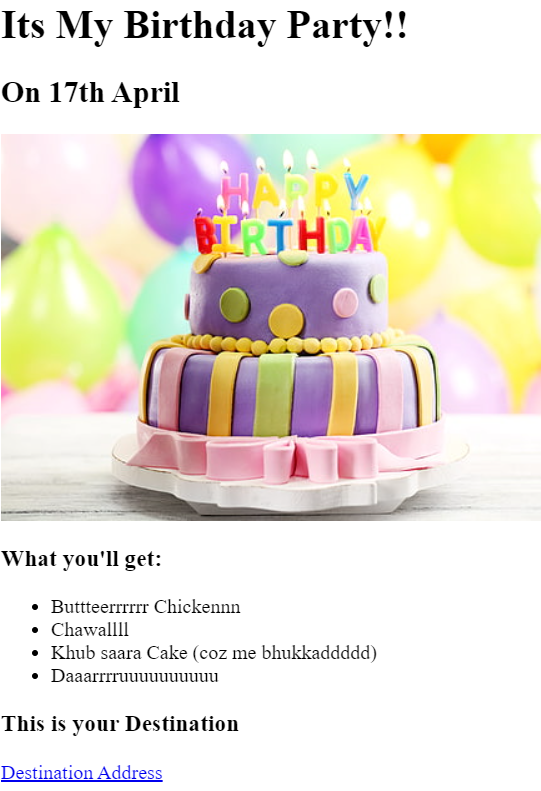 Its My Birthday Party!!
On 17th April
HAPPY
BIRTHDAY
What you'll get:
Buttteerrrrrr Chickennn
Chawallll
Khub saara Cake (coz me bhukkaddddd)
Daaarrrruuuuuuuuuu
This is your Destination
Destination Address